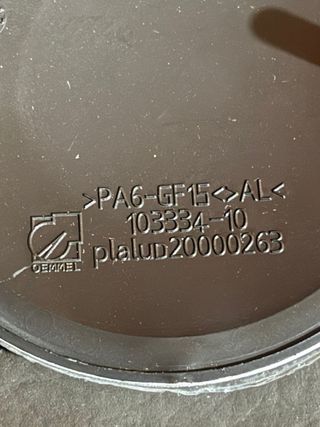 >PA6-GF15<>AL<
103334-10
plalud20000263
OEMMEL